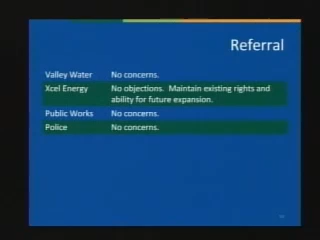 Referral
Valley Water No concerns.
Xcel Energy No objections. Maintain existing rights and
ability for future expansion.
Public Works No concerns.
Police No concerns.